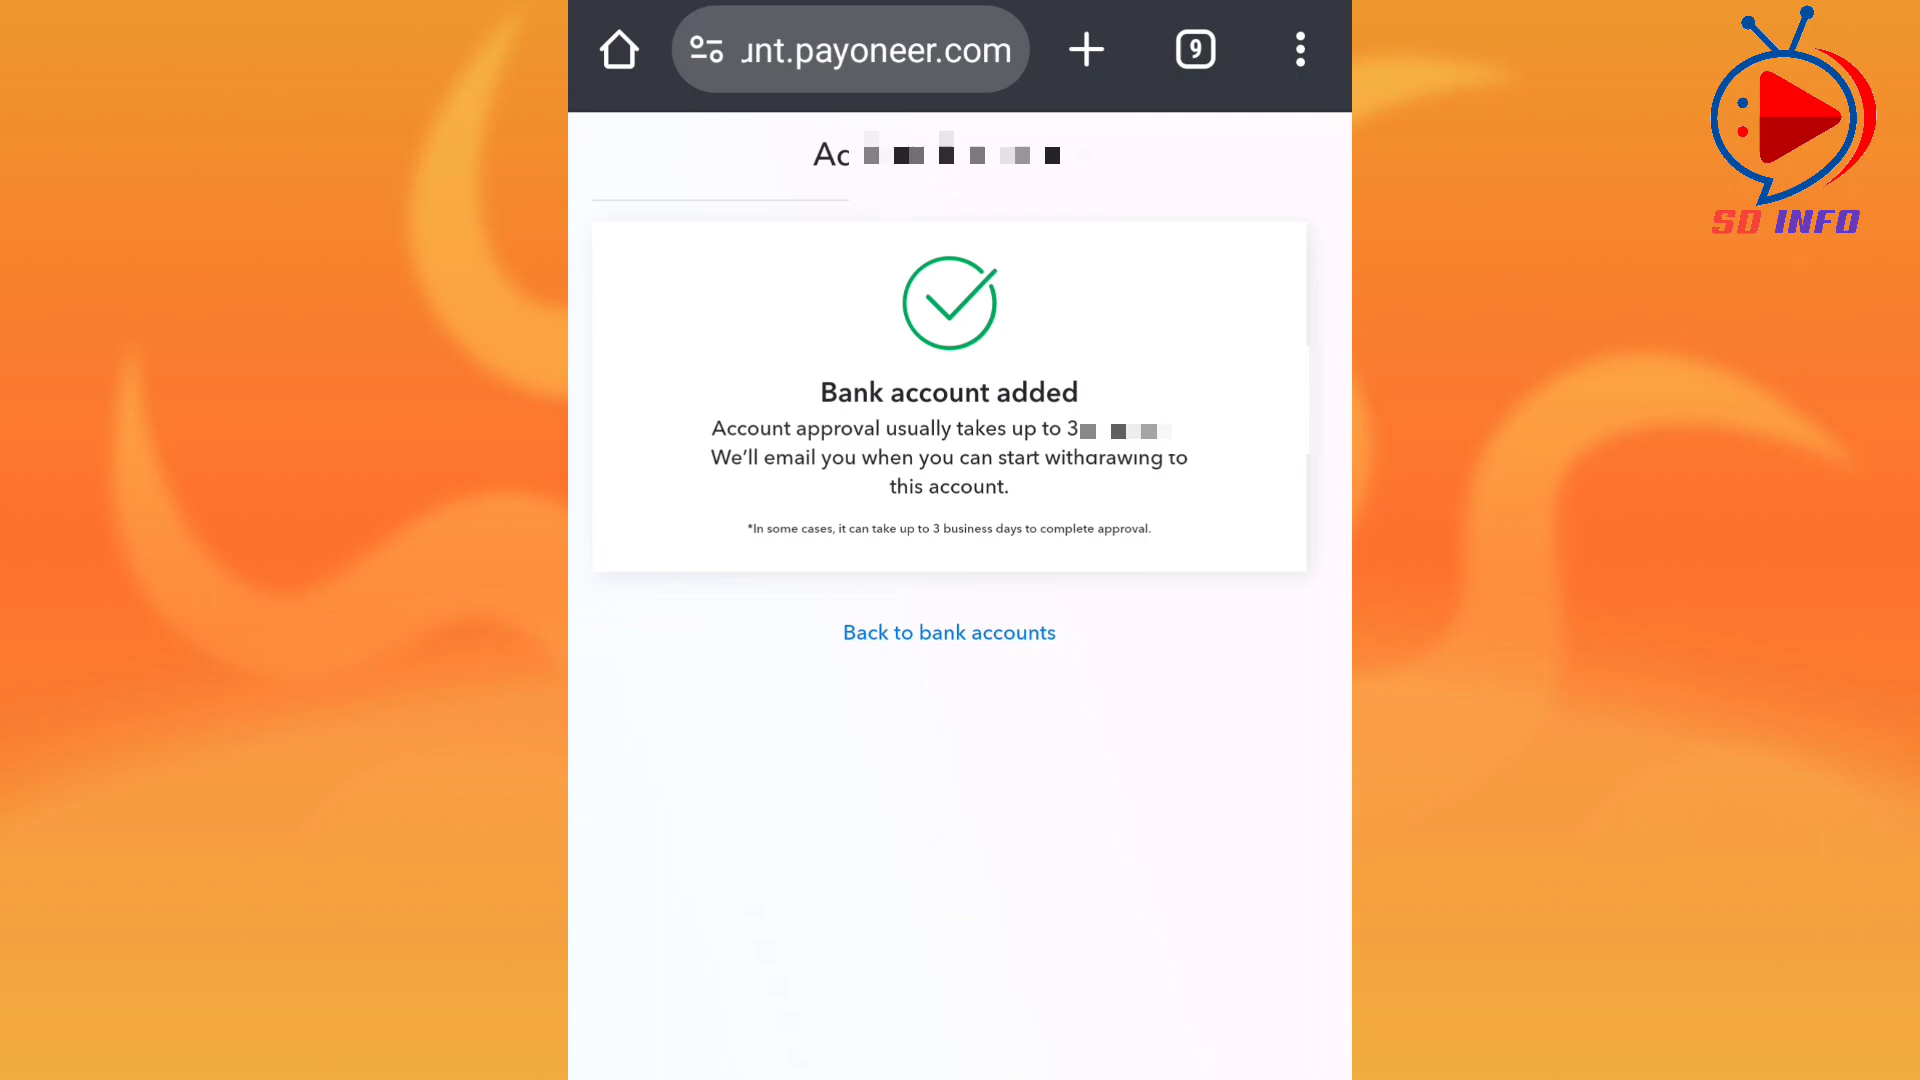 ınt.payoneer.com
9
Ac
Bank account added
Account approval usually takes up to 3
We'll email you when you can start withdrawing to
this account.
*In some cases, it can take up to 3 business days to complete approval.
Back to bank accounts
SD INFO